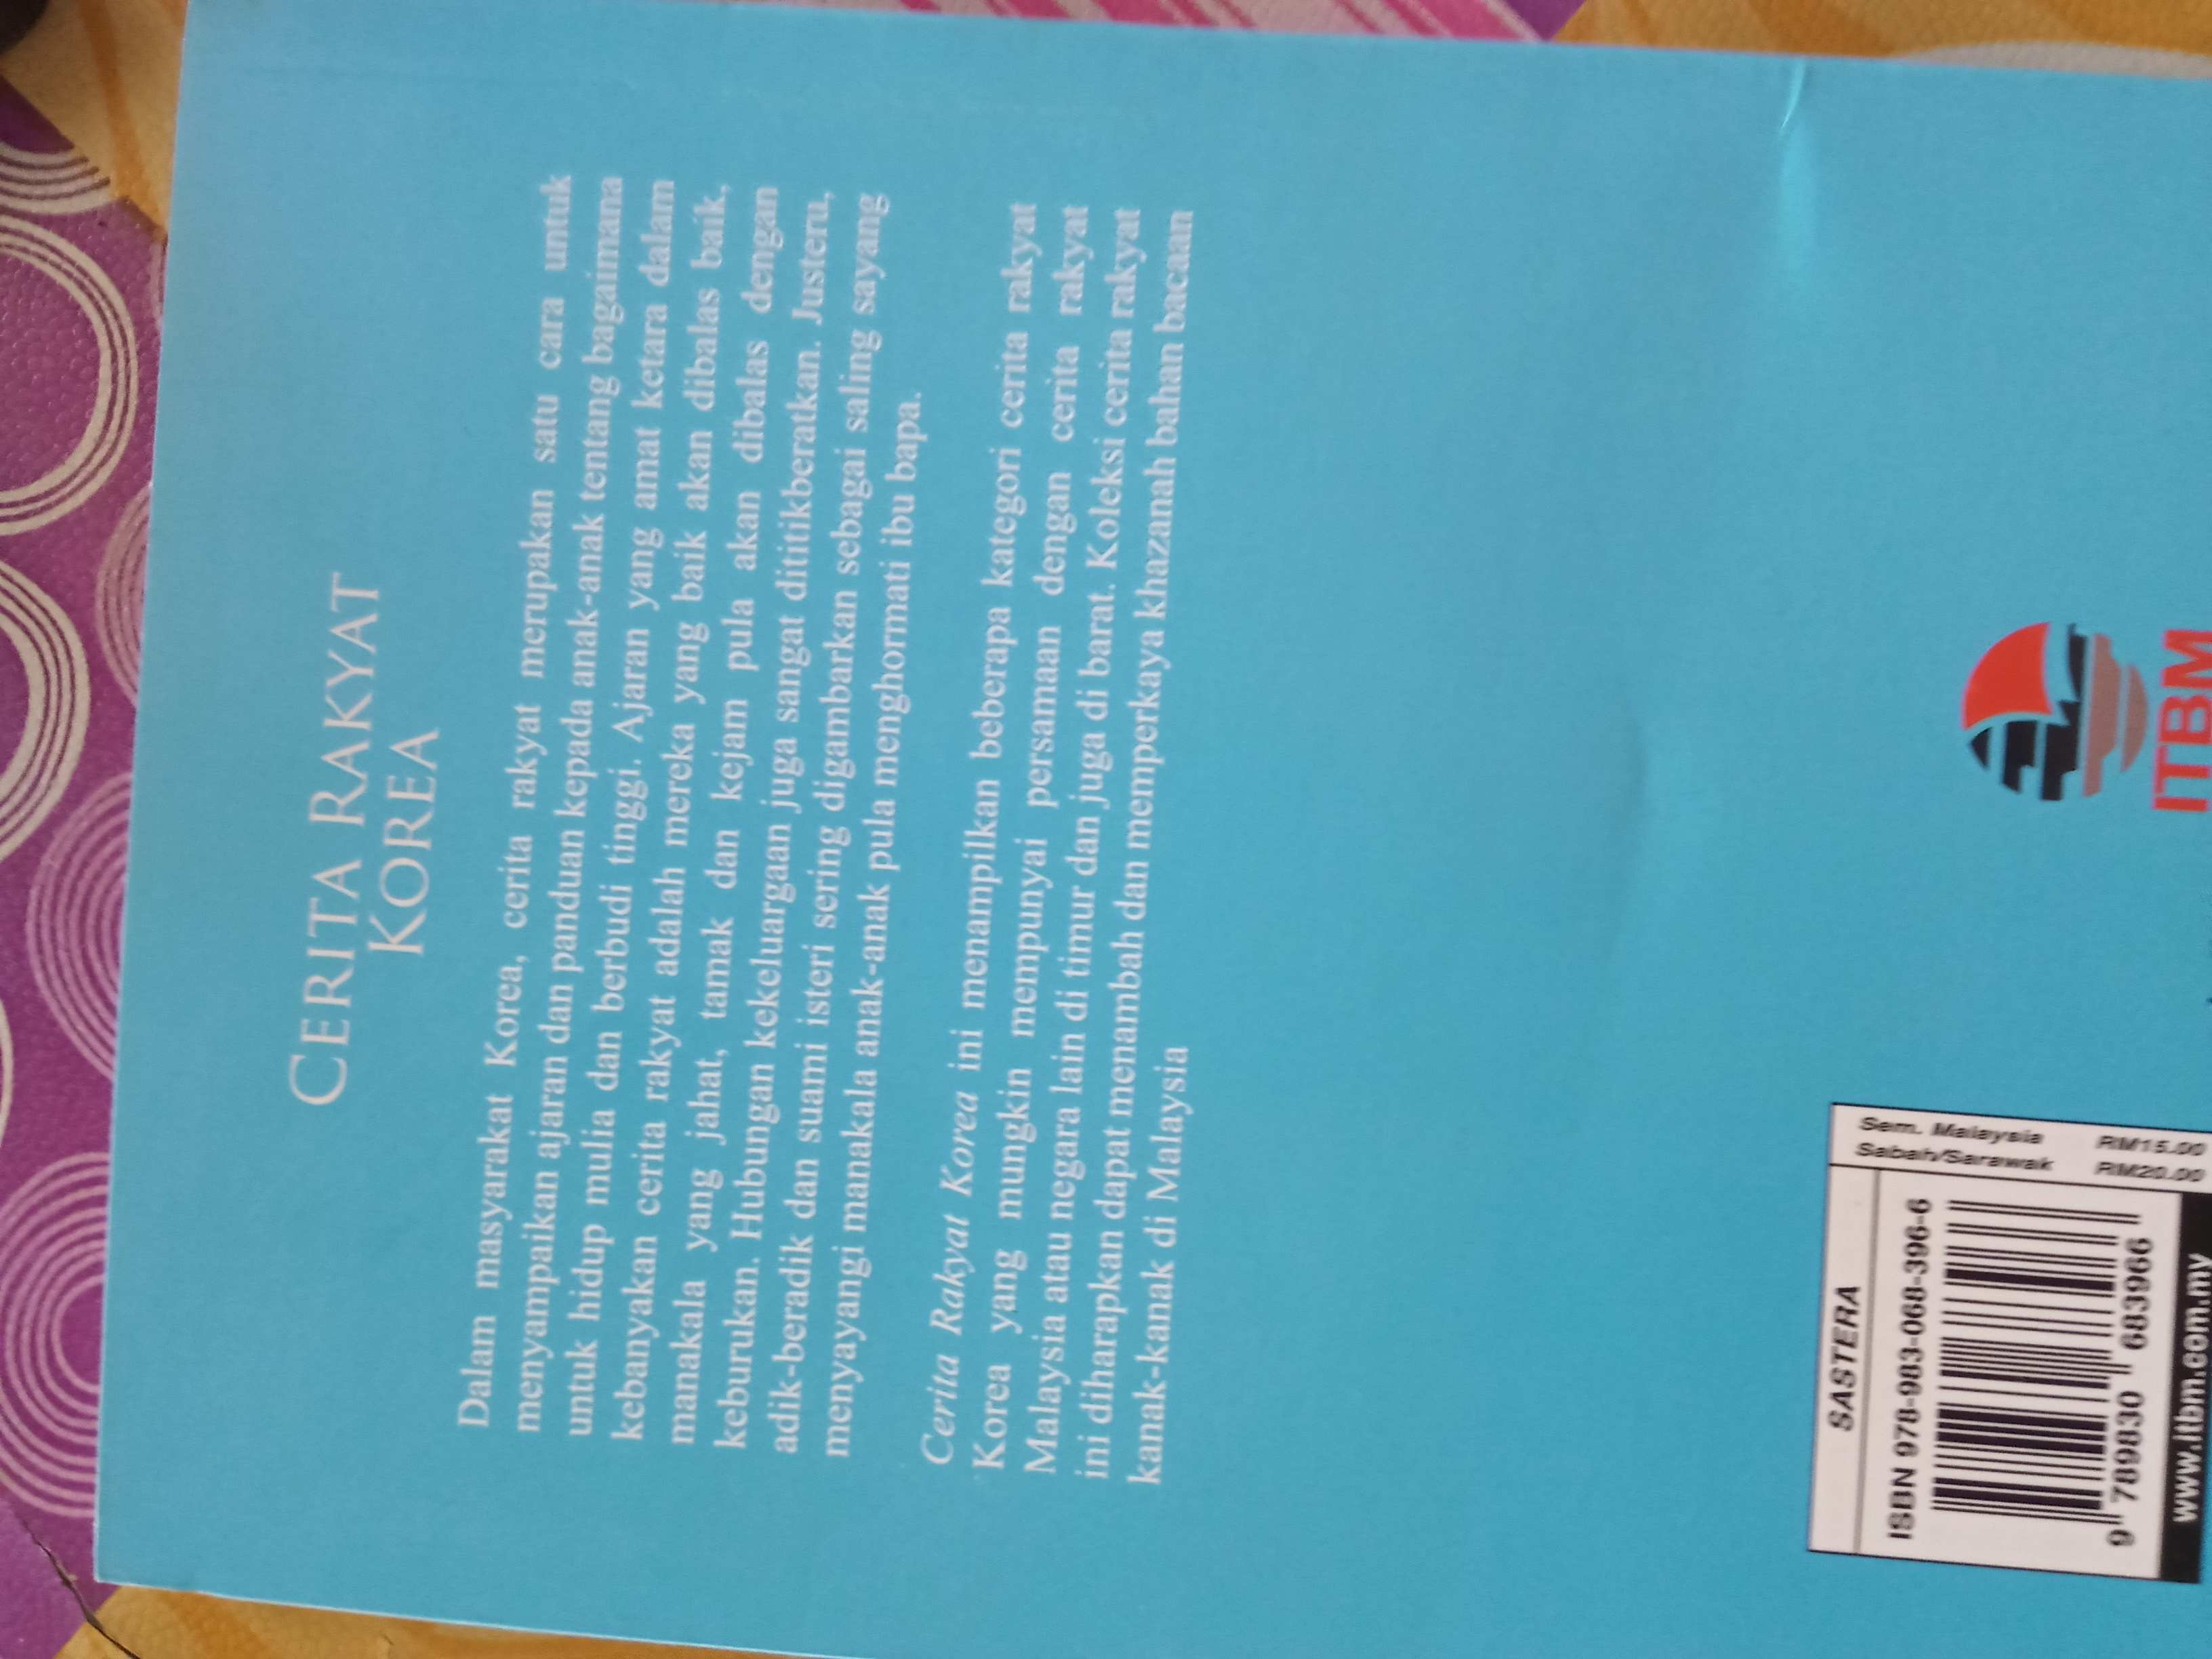 CERITA RAKYAT
KOREA
Dalam masyarakat Korea, cerita rakyat merupakan satu cara untuk
menyampaikan ajaran dan panduan kepada anak-anak tentang bagaimana
untuk hidup mulia dan berbudi tinggi. Ajaran yang amat ketara dalam
kebanyakan cerita rakyat adalah mereka yang baik akan dibalas baik,
manakala yang jahat, tamak dan kejam pula akan dibalas dengan
keburukan. Hubungan kekeluargaan juga sangat dititikberatkan. Justeru,
adik-beradik dan suami isteri sering digambarkan sebagai saling sayang
menyayangi manakala anak-anak pula menghormati ibu bapa.
Cerita Rakyat Korea ini menampilkan beberapa kategori cerita rakyat
Korea yang mungkin mempunyai persamaan dengan cerita rakyat
Malaysia atau negara lain di timur dan juga di barat. Koleksi cerita rakyat
ini diharapkan dapat menambah dan memperkaya khazanah bahan bacaan
kanak-kanak di Malaysia
SASTERA
Sem. Malaysia RM15.00
Sabah/Sarawak RM20.00
ISBN 978-983-068-396-6
9 789830 683966
www.itbm.com.my
ITBM